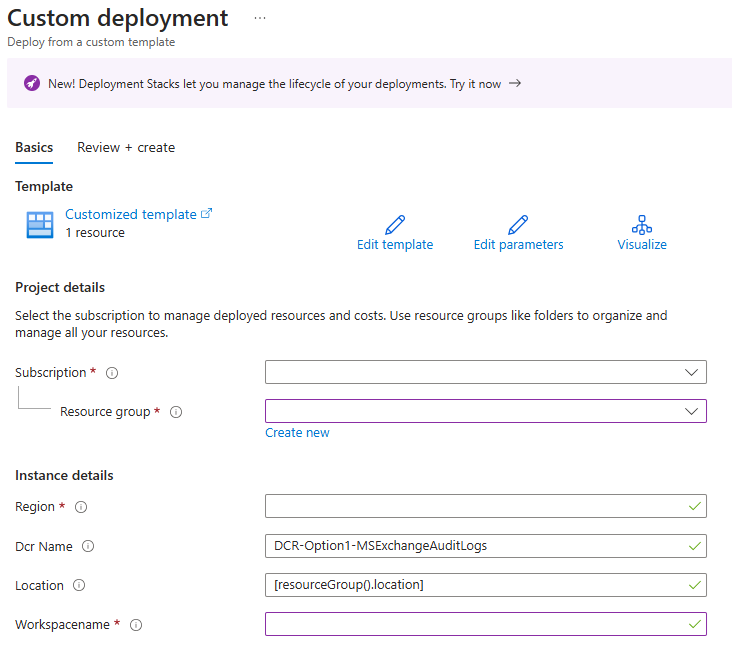 Custom deployment ...
Deploy from a custom template
New! Deployment Stacks let you manage the lifecycle of your deployments. Try it now →
Basics Review + create
Template
Customized template
1 resource
Edit template Edit parameters Visualize
Project details
Select the subscription to manage deployed resources and costs. Use resource groups like folders to organize and
manage all your resources.
Subscription *
Resource group *
Create new
Instance details
Region *
Dcr Name DCR-Option1-MSExchangeAuditLogs
Location [resourceGroup().location]
Workspacename *